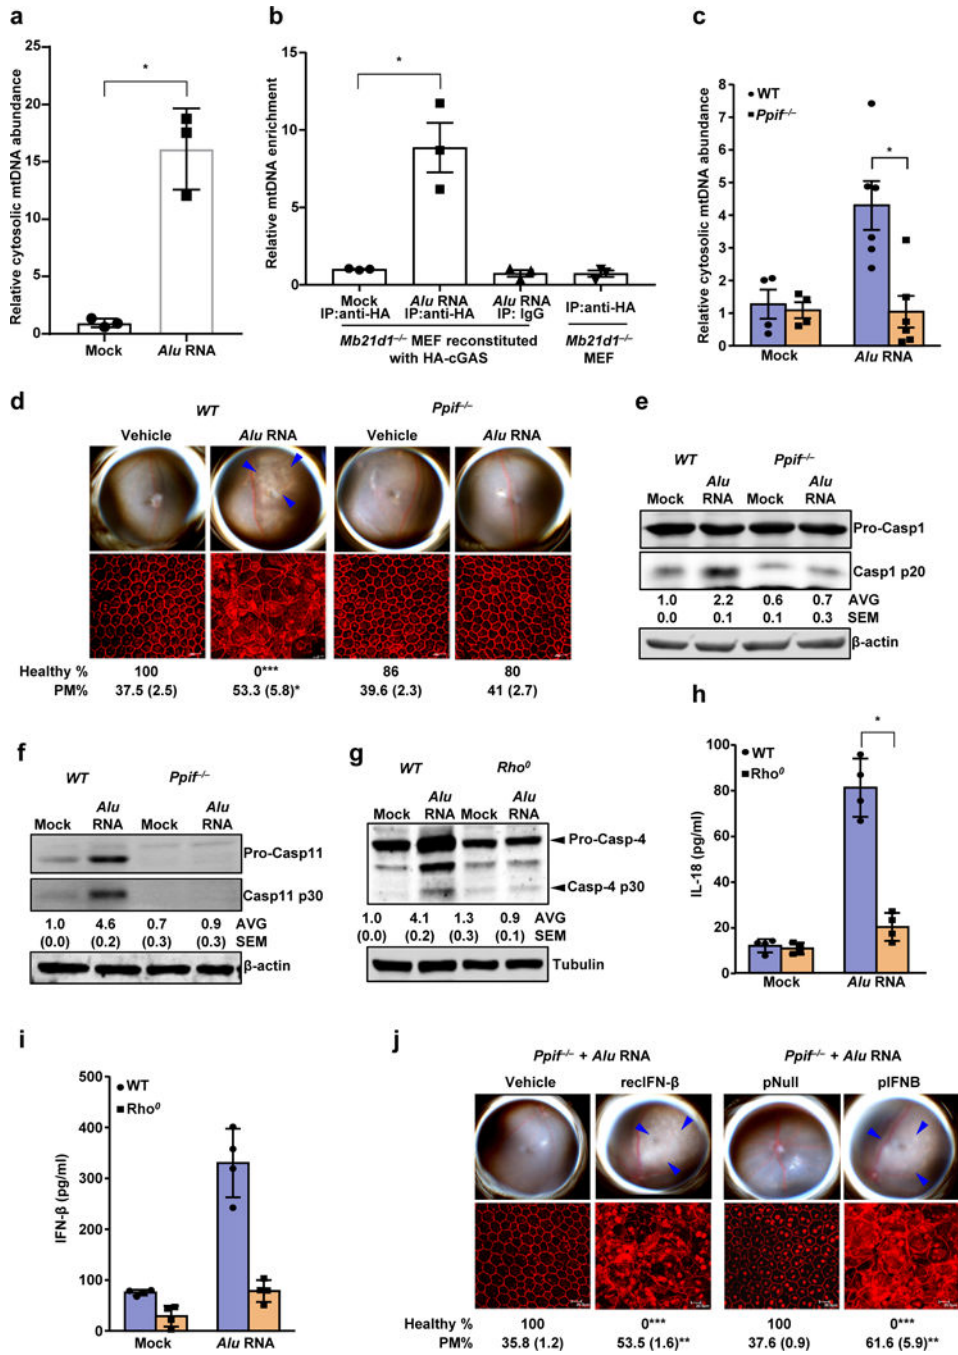 a
Relative cytosolic mtDNA abundance
25
20
15
10
5
0
*
Mock
Alu RNA
b
Relative mtDNA enrichment
15
10
5
0
*
Mock
IP:anti-HA
Alu RNA
IP:anti-HA
Alu RNA
IP: IgG
IP:anti-HA
Mb21d1–/– MEF reconstituted
with HA-cGAS
Mb21d1–/–
MEF
c
Relative cytosolic mtDNA abundance
8
7
6
5
4
3
2
1
0
WT
Ppif–/–
*
Mock
Alu RNA
d
WT
Ppif–/–
Vehicle
Alu RNA
Vehicle
Alu RNA
Healthy %
100
0***
86
80
PM%
37.5 (2.5)
53.3 (5.8)*
39.6 (2.3)
41 (2.7)
e
WT
Ppif–/–
Mock
Alu
RNA
Mock
Alu
RNA
Pro-Casp1
Casp1 p20
1.0 2.2 0.6 0.7 AVG
0.0 0.1 0.1 0.3 SEM
β-actin
f
WT
Ppif–/–
Mock
Alu
RNA
Mock
Alu
RNA
Pro-Casp11
Casp11 p30
1.0 4.6 0.7 0.9 AVG
(0.0) (0.2) (0.3) (0.3) SEM
β-actin
g
WT
Rho0
Mock
Alu
RNA
Mock
Alu
RNA
Pro-Casp-4
Casp-4 p30
1.0 4.1 1.3 0.9 AVG
(0.0) (0.2) (0.3) (0.1) SEM
Tubulin
h
IL-18 (pg/ml)
100
80
60
40
20
0
WT
Rho0
*
Mock
Alu RNA
i
IFN-β (pg/ml)
500
400
300
200
100
0
WT
Rho0
Mock
Alu RNA
j
Ppif–/– + Alu RNA
Ppif–/– + Alu RNA
Vehicle
recIFN-β
pNull
pIFNB
Healthy %
100
0***
100
0***
PM%
35.8 (1.2)
53.5 (1.6)**
37.6 (0.9)
61.6 (5.9)**